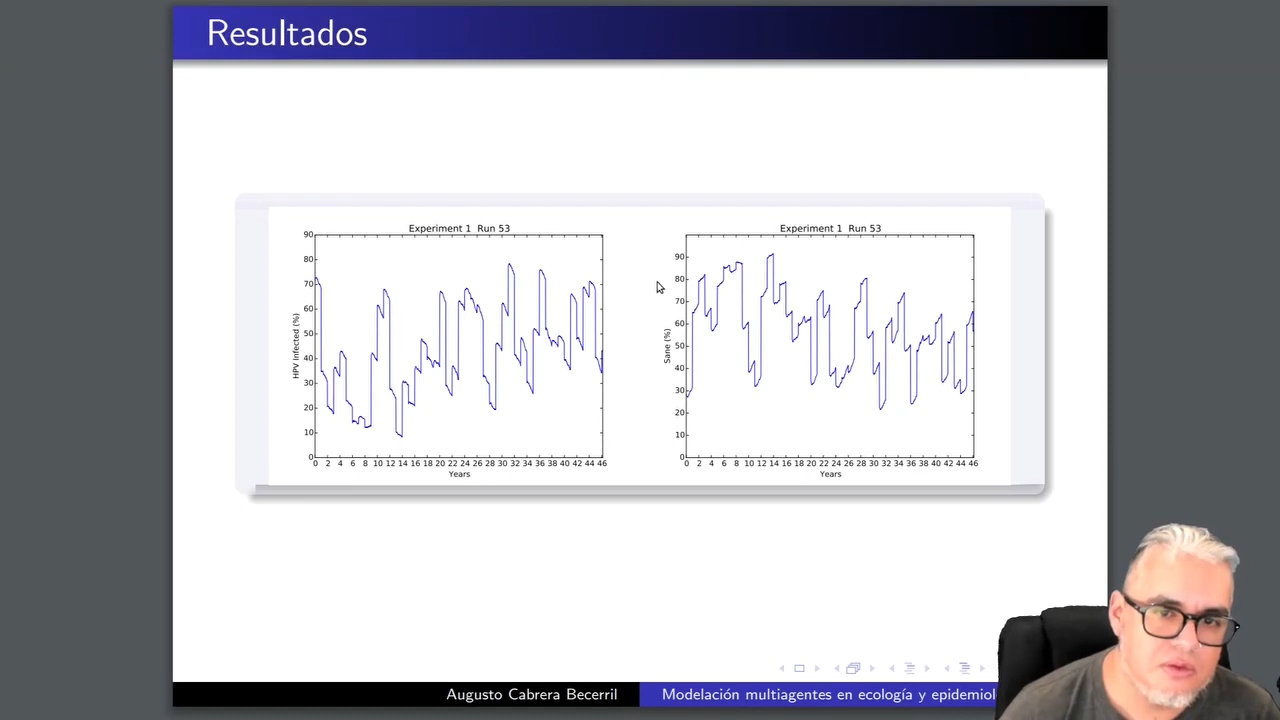 Resultados
Experiment 1 Run 53
90
80
70
60
50
40
30
20
10
0
HPV Infected (%)
0 2 4 6 8 10 12 14 16 18 20 22 24 26 28 30 32 34 36 38 40 42 44 46
Years
Experiment 1 Run 53
90
80
70
60
50
40
30
20
10
0
Sane (%)
0 2 4 6 8 10 12 14 16 18 20 22 24 26 28 30 32 34 36 38 40 42 44 46
Years
Augusto Cabrera Becerril
Modelación multiagentes en ecología y epidemiol